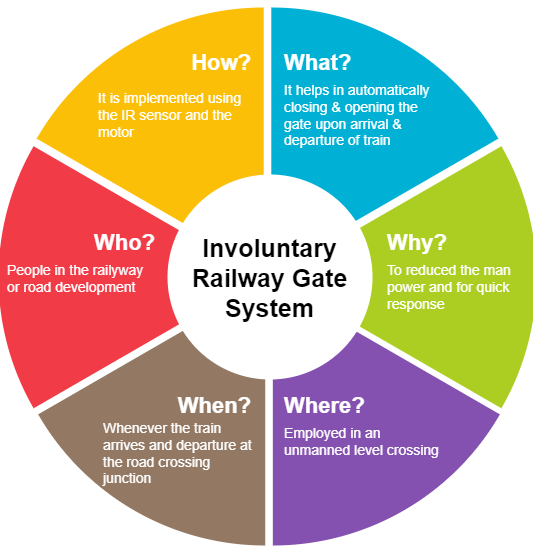 How?
It is implemented using
the IR sensor and the
motor
What?
It helps in automatically
closing & opening the
gate upon arrival &
departure of train
Who?
People in the railyway
or road development
Involuntary
Railway Gate
System
Why?
To reduced the man
power and for quick
response
When?
Whenever the train
arrives and departure at
the road crossing
junction
Where?
Employed in an
unmanned level crossing